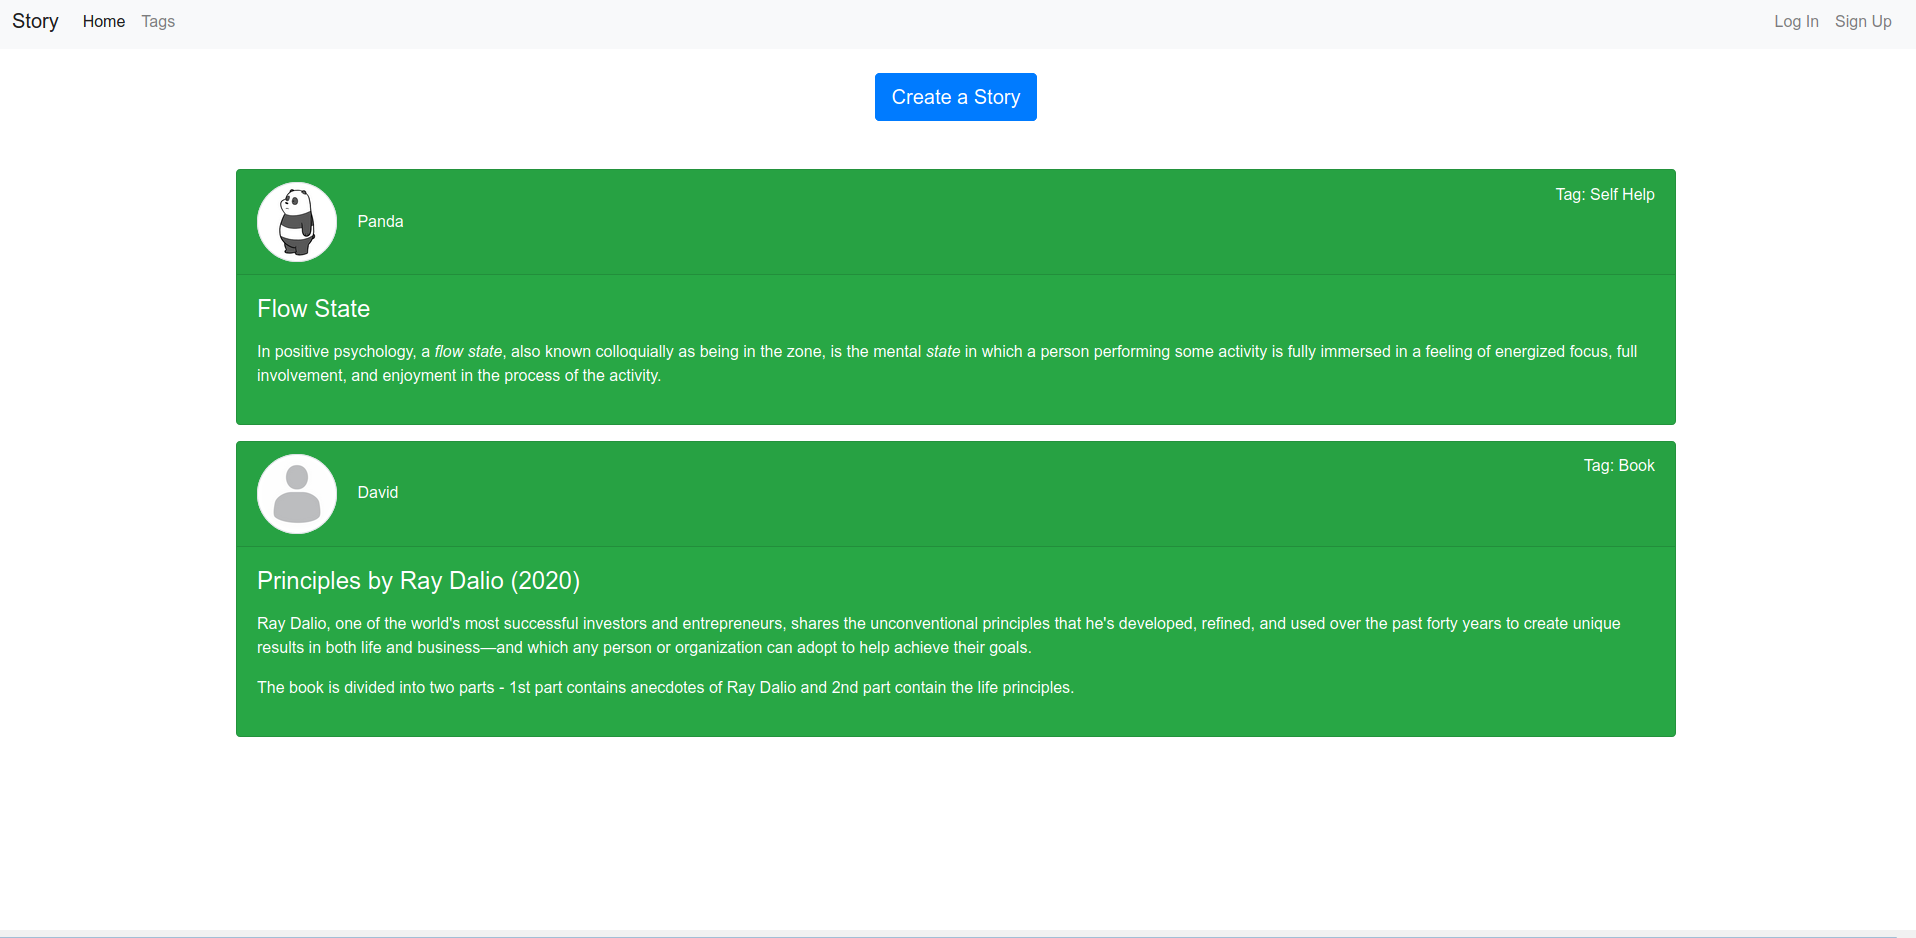 Story Home Tags Log In Sign Up
Create a Story
Tag: Self Help
Panda
Flow State
In positive psychology, a flow state, also known colloquially as being in the zone, is the mental state in which a person performing some activity is fully immersed in a feeling of energized focus, full
involvement, and enjoyment in the process of the activity.
Tag: Book
David
Principles by Ray Dalio (2020)
Ray Dalio, one of the world's most successful investors and entrepreneurs, shares the unconventional principles that he's developed, refined, and used over the past forty years to create unique
results in both life and business—and which any person or organization can adopt to help achieve their goals.
The book is divided into two parts - 1st part contains anecdotes of Ray Dalio and 2nd part contain the life principles.